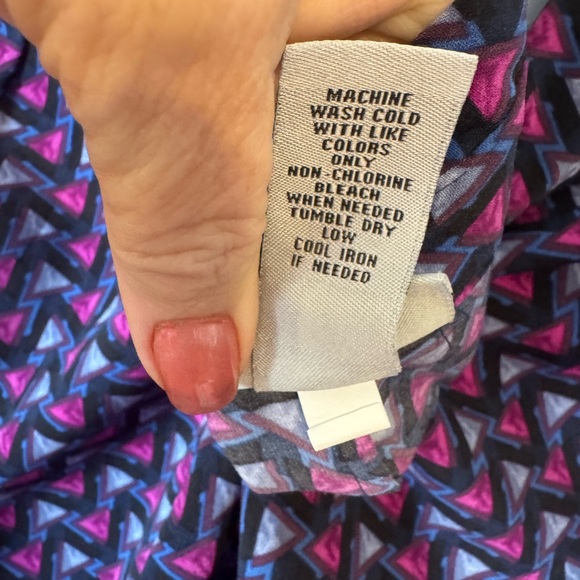 MACHINE
WASH COLD
WITH LIKE
COLORS
ONLY
NON-CHLORINE
BLEACH
WHEN NEEDED
TUMBLE DRY
LOW
COOL IRON
IF NEEDED